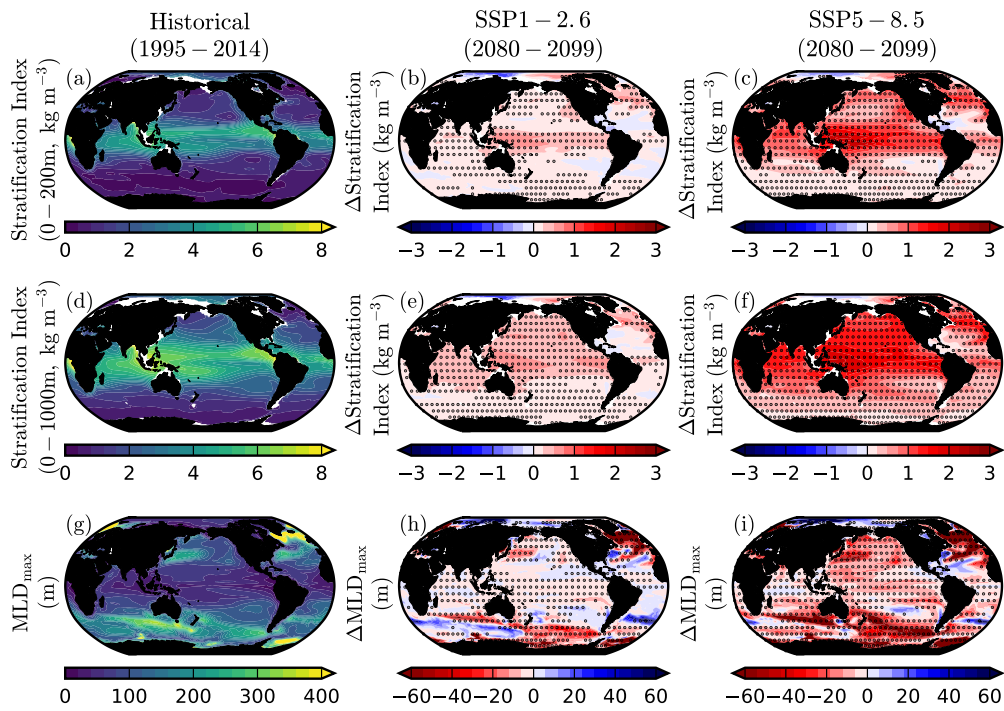 Historical
(1995 − 2014)
SSP1 − 2.6
(2080 − 2099)
SSP5 − 8.5
(2080 − 2099)
Stratification Index
(0 − 200m, kg m⁻³)
(a)
0 2 4 6 8
ΔStratification
Index (kg m⁻³)
(b)
−3 −2 −1 0 1 2 3
ΔStratification
Index (kg m⁻³)
(c)
−3 −2 −1 0 1 2 3
Stratification Index
(0 − 1000m, kg m⁻³)
(d)
0 2 4 6 8
ΔStratification
Index (kg m⁻³)
(e)
−3 −2 −1 0 1 2 3
ΔStratification
Index (kg m⁻³)
(f)
−3 −2 −1 0 1 2 3
MLDmax
(m)
(g)
0 100 200 300 400
ΔMLDmax
(m)
(h)
−60 −40 −20 0 20 40 60
ΔMLDmax
(m)
(i)
−60 −40 −20 0 20 40 60